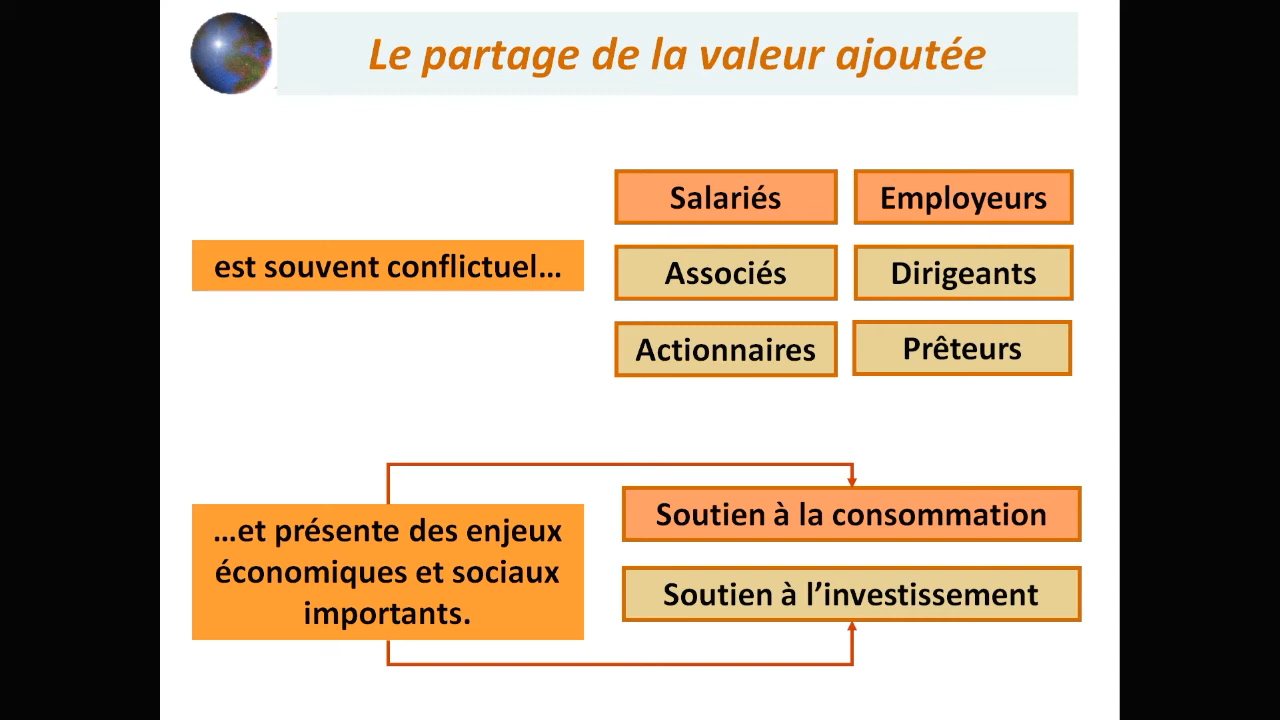 Le partage de la valeur ajoutée
Salariés
Employeurs
est souvent conflictuel…
Associés
Dirigeants
Actionnaires
Prêteurs
…et présente des enjeux
économiques et sociaux
importants.
Soutien à la consommation
Soutien à l’investissement